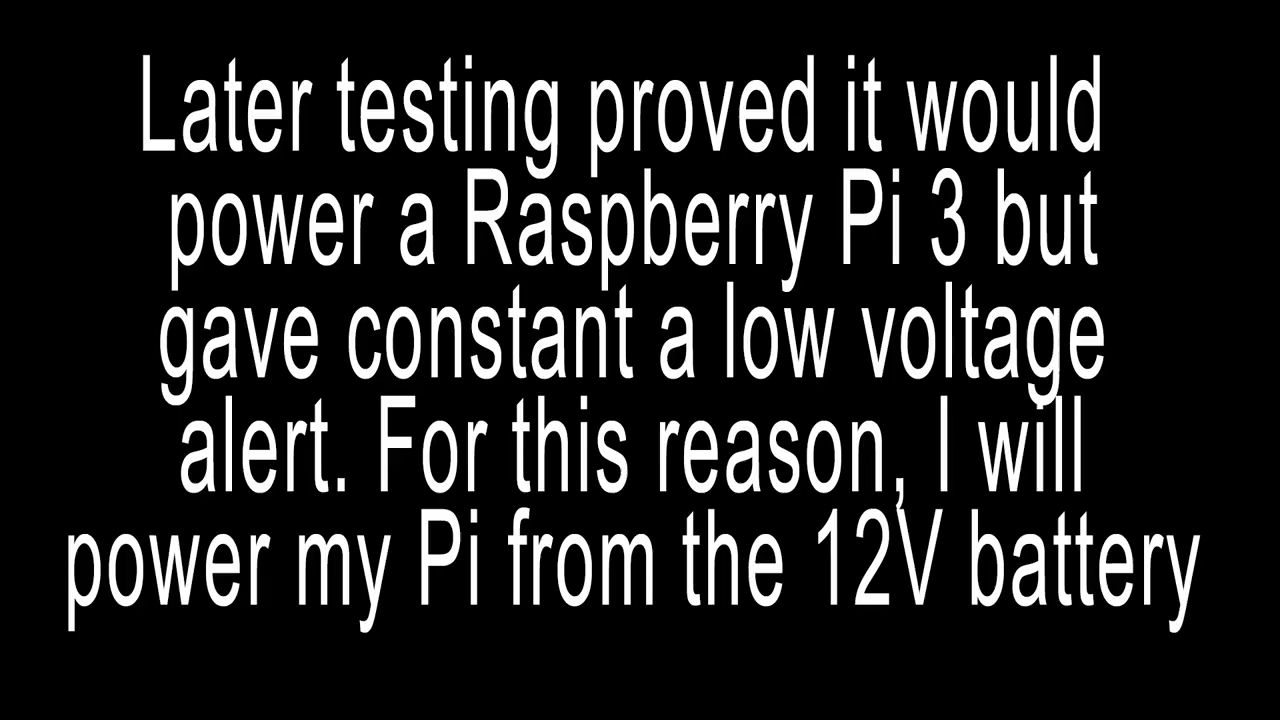 Later testing proved it would
power a Raspberry Pi 3 but
gave constant a low voltage
alert. For this reason, I will
power my Pi from the 12V battery